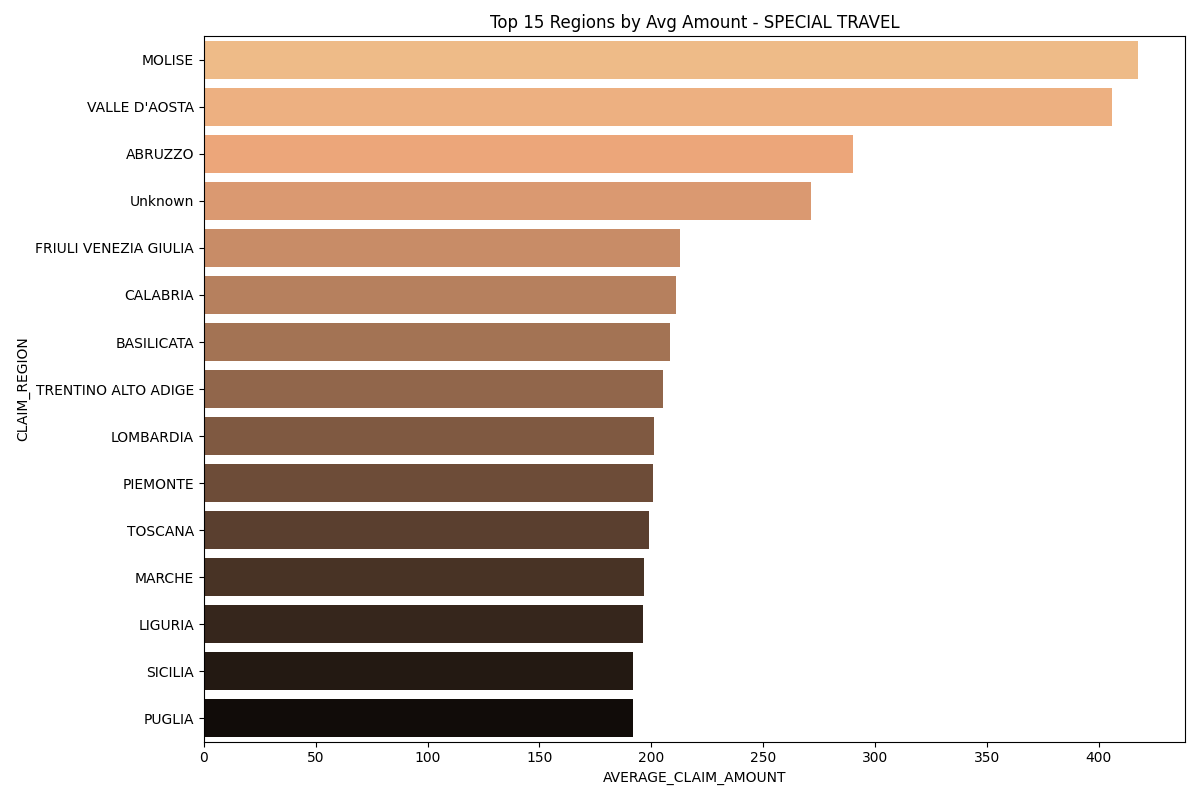 Top 15 Regions by Avg Amount - SPECIAL TRAVEL
CLAIM_REGION
MOLISE
VALLE D'AOSTA
ABRUZZO
Unknown
FRIULI VENEZIA GIULIA
CALABRIA
BASILICATA
TRENTINO ALTO ADIGE
LOMBARDIA
PIEMONTE
TOSCANA
MARCHE
LIGURIA
SICILIA
PUGLIA
0 50 100 150 200 250 300 350 400
AVERAGE_CLAIM_AMOUNT